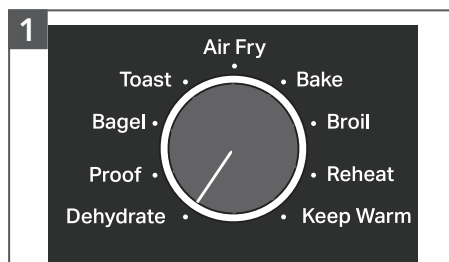 1
Air Fry
Toast
Bake
Bagel
Broil
Proof
Reheat
Dehydrate
Keep Warm